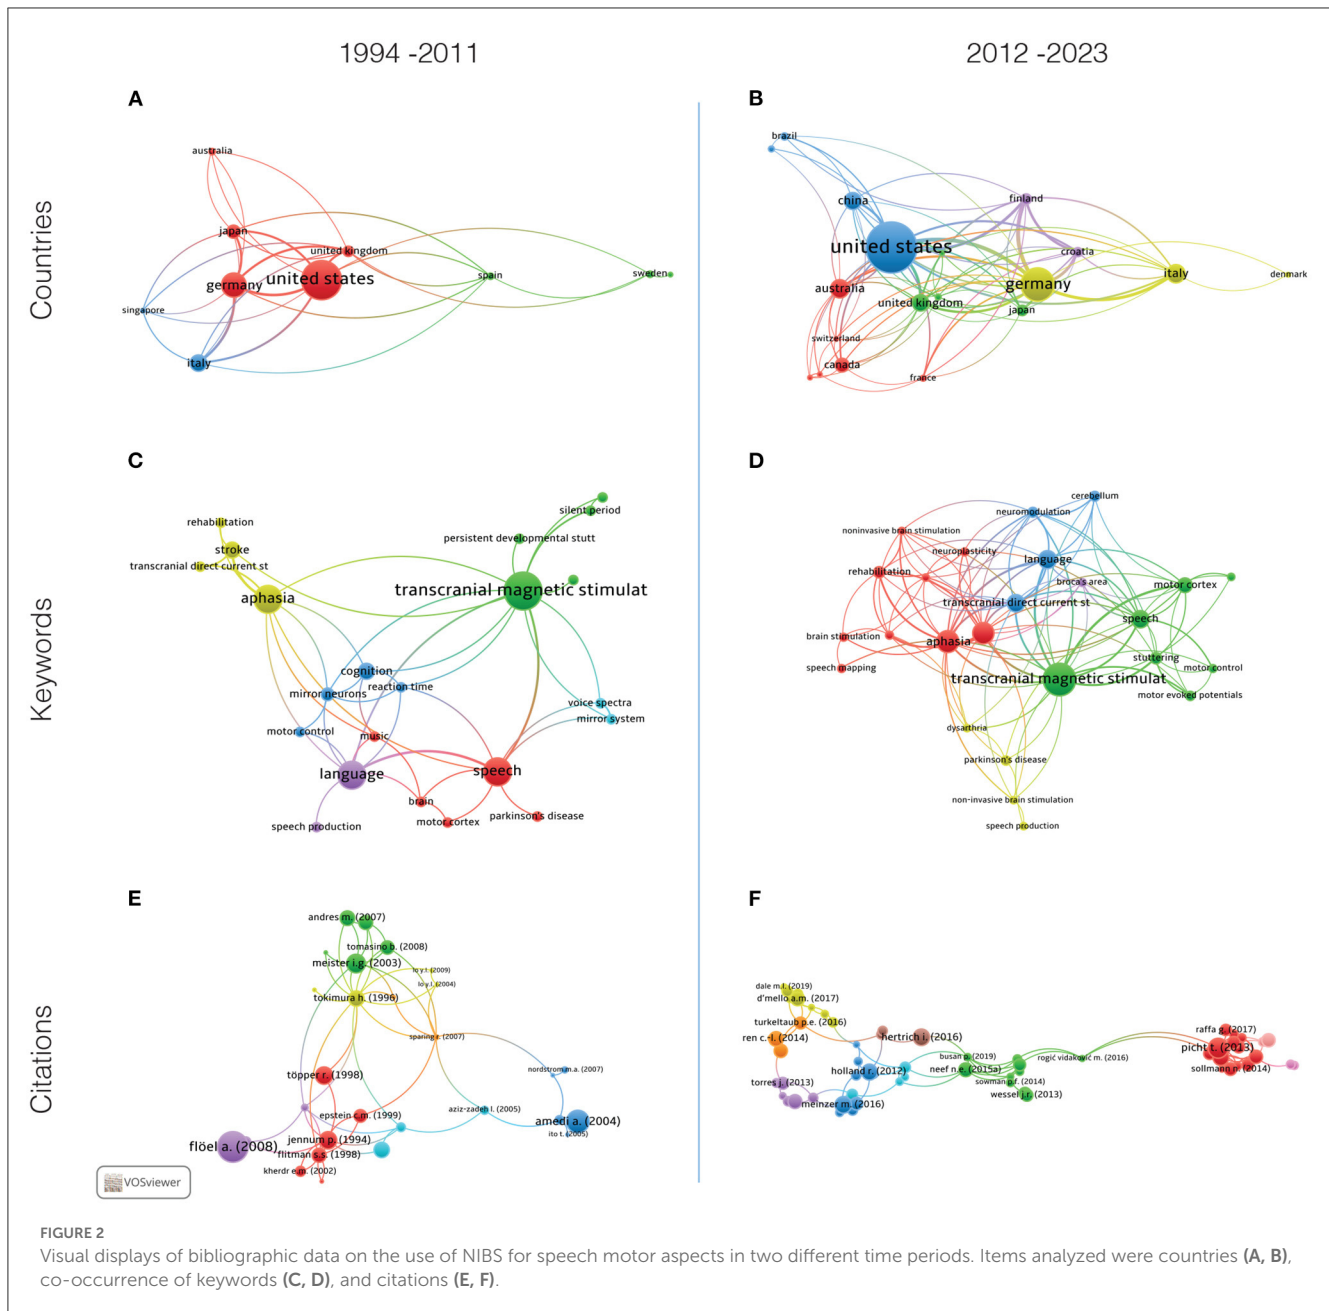 1994 -2011
2012 -2023
Countries
A
australia
japan
united kingdom
germany
united states
spain
sweden
singapore
italy
B
brazil
china
finland
united states
croatia
italy
denmark
australia
germany
united kingdom
japan
switzerland
canada
france
Keywords
C
rehabilitation
stroke
transcranial direct current st
aphasia
silent period
persistent developmental stutt
transcranial magnetic stimulat
cognition
reaction time
mirror neurons
voice spectra
mirror system
motor control
music
language
speech
brain
motor cortex
parkinson's disease
speech production
D
cerebellum
neuromodulation
noninvasive brain stimulation
neuroplasticity
language
rehabilitation
broca's area
motor cortex
transcranial direct current st
speech
brain stimulation
aphasia
stuttering
speech mapping
motor control
transcranial magnetic stimulat
motor evoked potentials
dysarthria
parkinson's disease
non-invasive brain stimulation
speech production
Citations
E
andres m. (2007)
tomasino b. (2008)
meister i.g. (2003)
lo y.l. (2009)
lo y.l. (2004)
tokimura h. (1996)
sparing r. (2007)
nordstrom m.a. (2007)
töpper r. (1998)
epstein c.m. (1999)
aziz-zadeh l. (2005)
amedi a. (2004)
ito t. (2005)
jennum p. (1994)
flöel a. (2008)
flitman s.s. (1998)
kherdr e.m. (2002)
F
dale m.l. (2019)
d'mello a.m. (2017)
turkeltaub p.e. (2016)
ren c.-l. (2014)
hertrich i. (2016)
raffa g. (2017)
picht t. (2013)
busan p. (2019)
rogić vidaković m. (2016)
holland r. (2012)
neef n.e. (2015a)
sollmann n. (2014)
torres j. (2013)
sowman p.f. (2014)
wessel j.r. (2013)
meinzer m. (2016)
VOSviewer
FIGURE 2
Visual displays of bibliographic data on the use of NIBS for speech motor aspects in two different time periods. Items analyzed were countries (A, B),
co-occurrence of keywords (C, D), and citations (E, F).